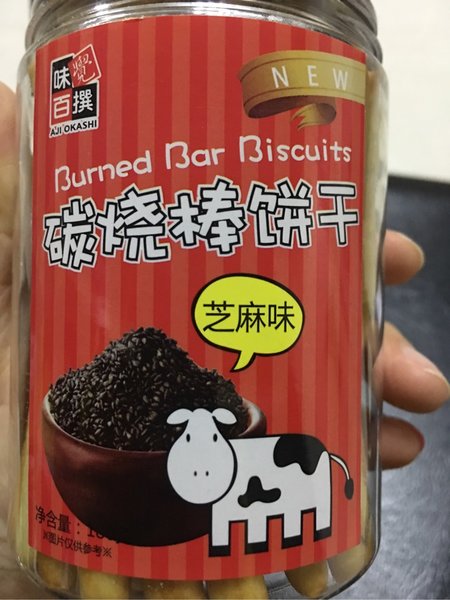 味覺
百撰
AJI OKASHI
NEW
Burned Bar Biscuits
碳烧棒饼干
芝麻味
净含量：
※图片仅供参考※